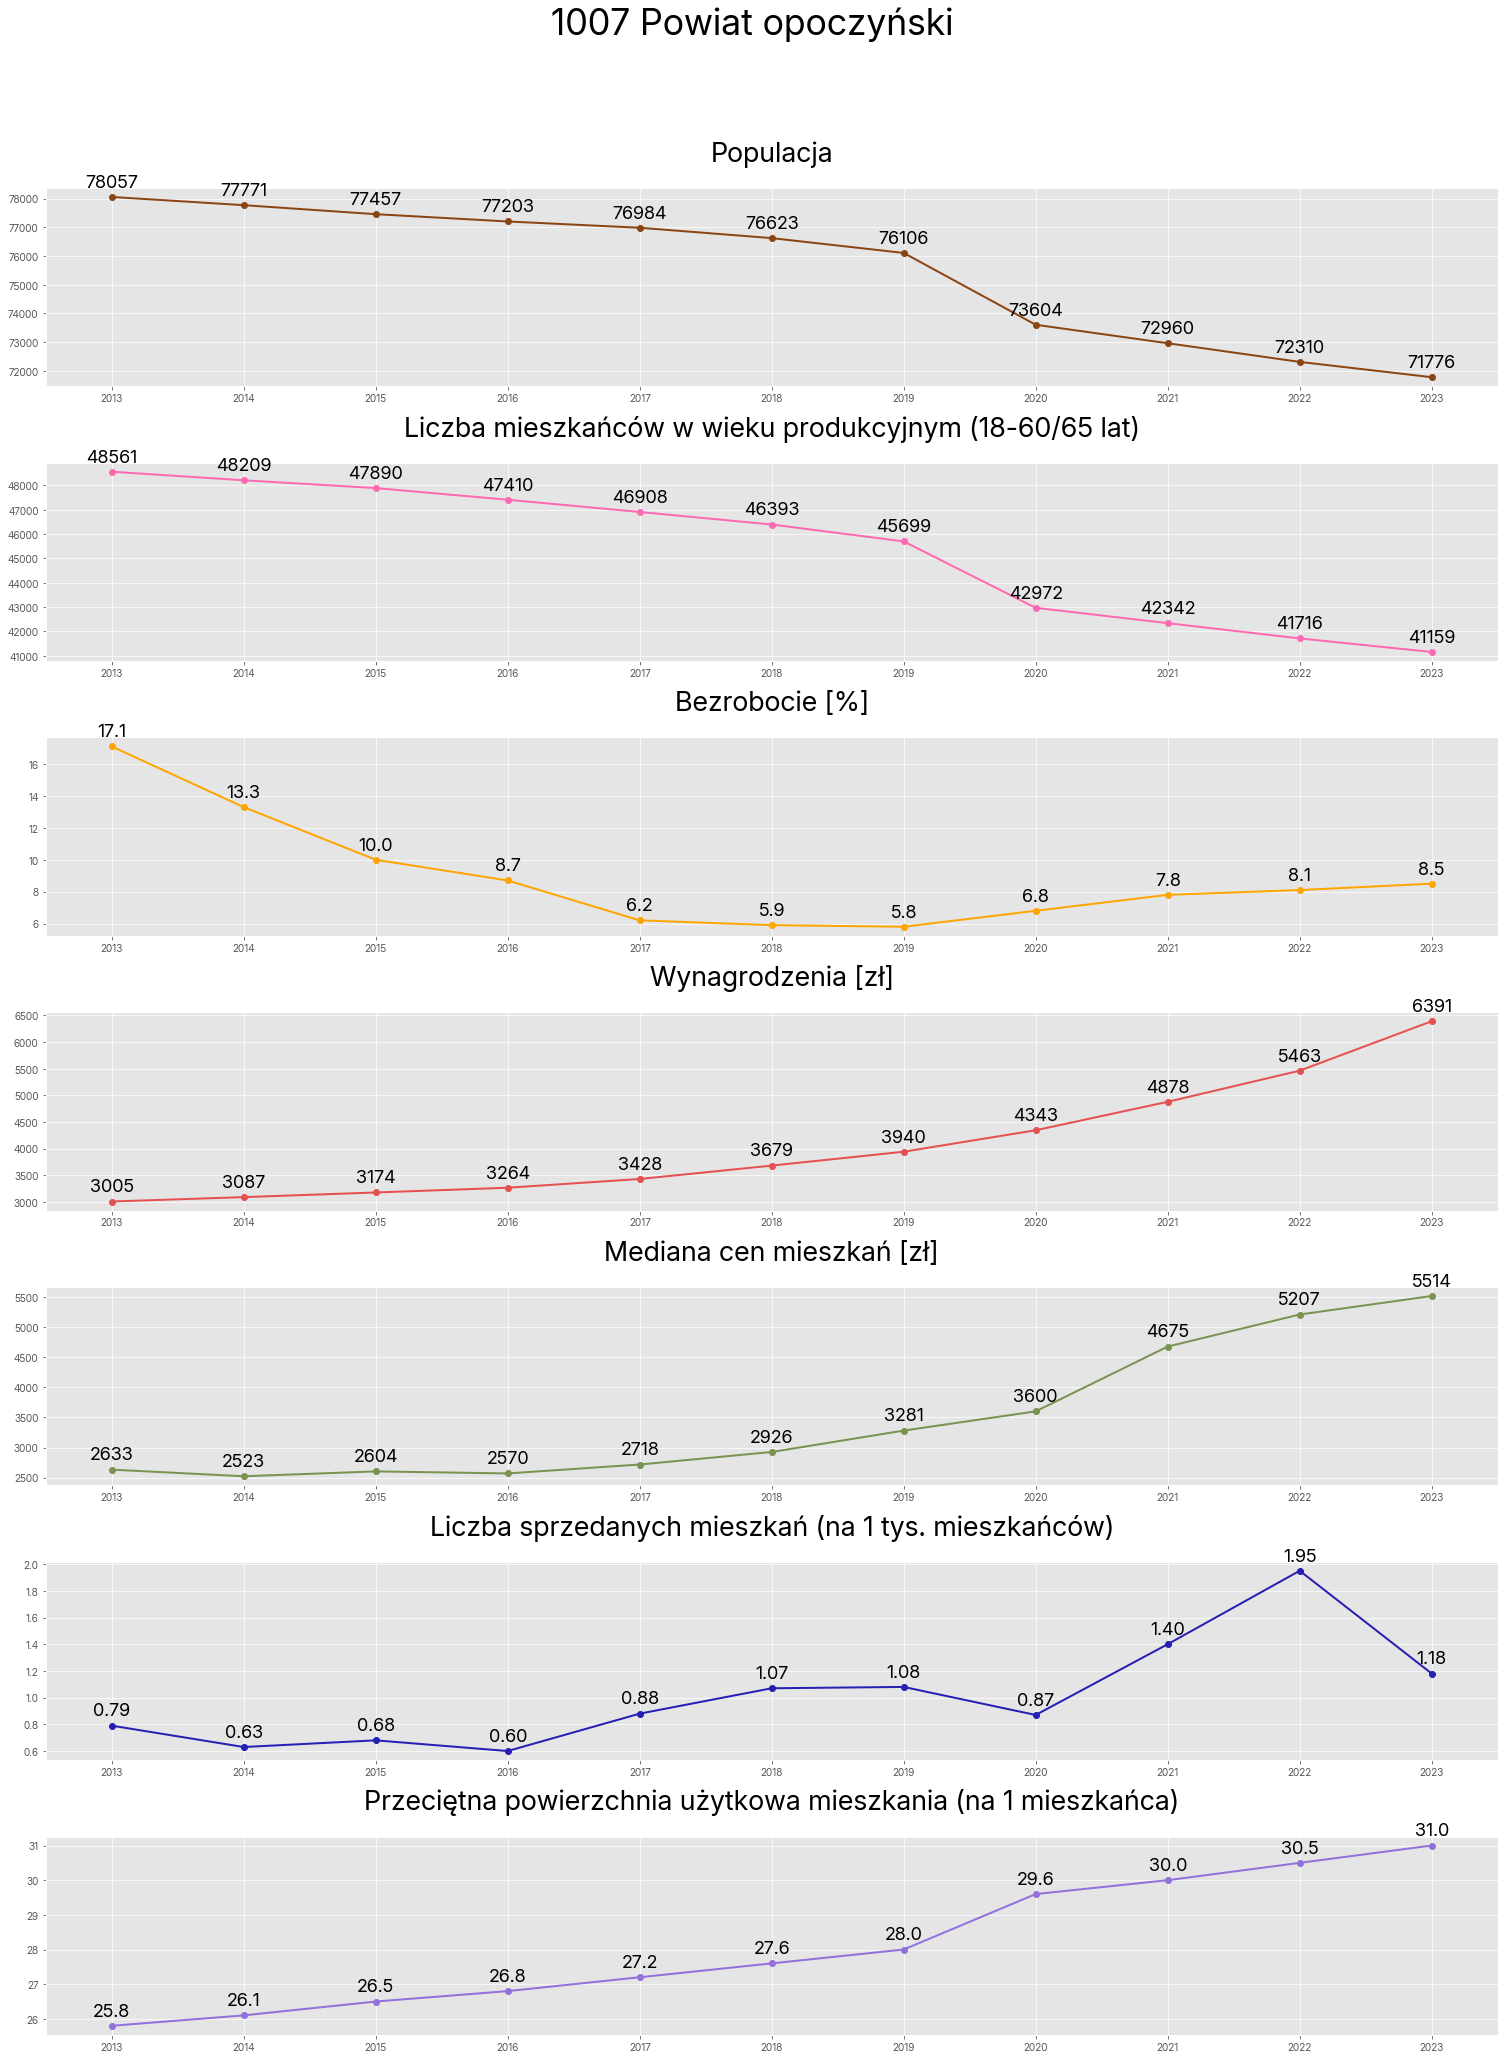 1007 Powiat opoczyński
Populacja
78057 77771 77457 77203 76984 76623 76106 73604 72960 72310 71776
78000
77000
76000
75000
74000
73000
72000
2013 2014 2015 2016 2017 2018 2019 2020 2021 2022 2023
Liczba mieszkańców w wieku produkcyjnym (18-60/65 lat)
48561 48209 47890 47410 46908 46393 45699 42972 42342 41716 41159
48000
47000
46000
45000
44000
43000
42000
41000
2013 2014 2015 2016 2017 2018 2019 2020 2021 2022 2023
Bezrobocie [%]
17.1 13.3 10.0 8.7 6.2 5.9 5.8 6.8 7.8 8.1 8.5
16
14
12
10
8
6
2013 2014 2015 2016 2017 2018 2019 2020 2021 2022 2023
Wynagrodzenia [zł]
3005 3087 3174 3264 3428 3679 3940 4343 4878 5463 6391
6500
6000
5500
5000
4500
4000
3500
3000
2013 2014 2015 2016 2017 2018 2019 2020 2021 2022 2023
Mediana cen mieszkań [zł]
2633 2523 2604 2570 2718 2926 3281 3600 4675 5207 5514
5500
5000
4500
4000
3500
3000
2500
2013 2014 2015 2016 2017 2018 2019 2020 2021 2022 2023
Liczba sprzedanych mieszkań (na 1 tys. mieszkańców)
0.79 0.63 0.68 0.60 0.88 1.07 1.08 0.87 1.40 1.95 1.18
2.0
1.8
1.6
1.4
1.2
1.0
0.8
0.6
2013 2014 2015 2016 2017 2018 2019 2020 2021 2022 2023
Przeciętna powierzchnia użytkowa mieszkania (na 1 mieszkańca)
25.8 26.1 26.5 26.8 27.2 27.6 28.0 29.6 30.0 30.5 31.0
31
30
29
28
27
26
2013 2014 2015 2016 2017 2018 2019 2020 2021 2022 2023